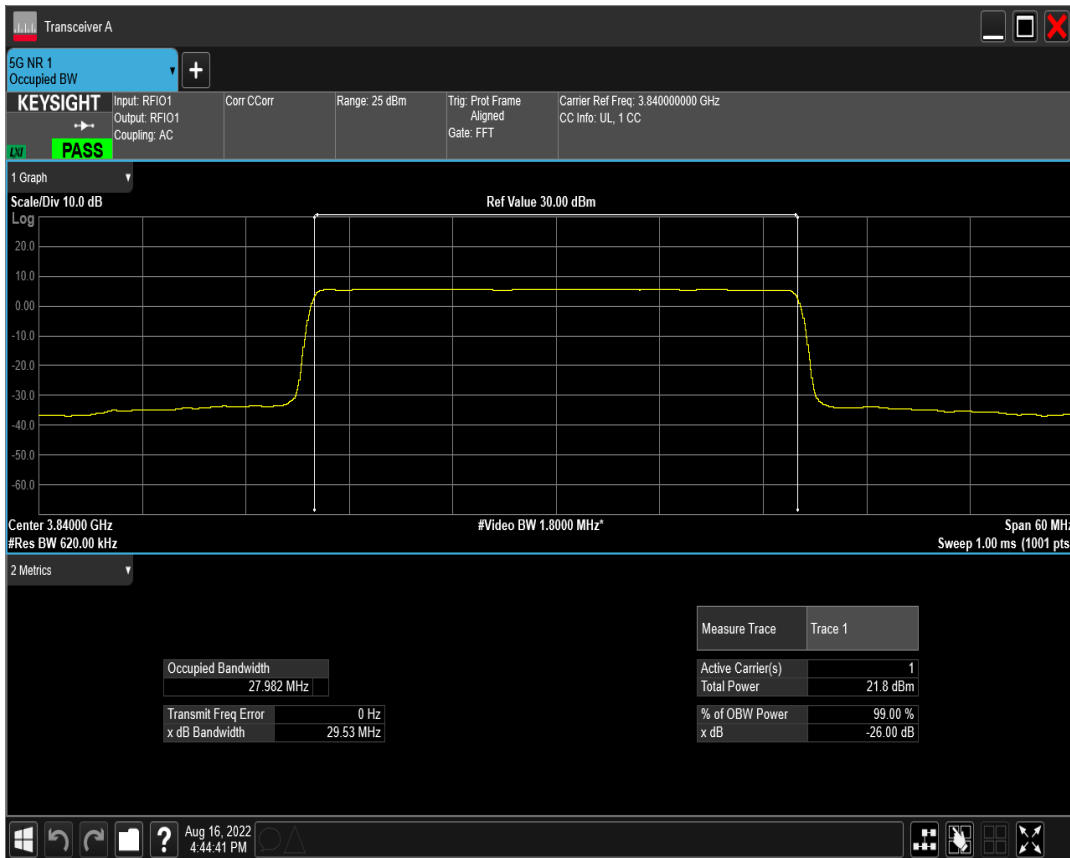 Transceiver A
5G NR 1
Occupied BW
KEYSIGHT
LXI
PASS
Input: RFIO1
Output: RFIO1
Coupling: AC
Corr CCorr
Range: 25 dBm
Trig: Prot Frame
Aligned
Gate: FFT
Carrier Ref Freq: 3.840000000 GHz
CC Info: UL, 1 CC
1 Graph
Scale/Div 10.0 dB
Ref Value 30.00 dBm
Log
20.0
10.0
0.00
-10.0
-20.0
-30.0
-40.0
-50.0
-60.0
Center 3.84000 GHz
#Video BW 1.8000 MHz*
Span 60 MHz
#Res BW 620.00 kHz
Sweep 1.00 ms (1001 pts
2 Metrics
Measure Trace Trace 1
Occupied Bandwidth
27.982 MHz
Active Carrier(s) 1
Total Power 21.8 dBm
Transmit Freq Error 0 Hz
x dB Bandwidth 29.53 MHz
% of OBW Power 99.00 %
x dB -26.00 dB
?
Aug 16, 2022
4:44:41 PM